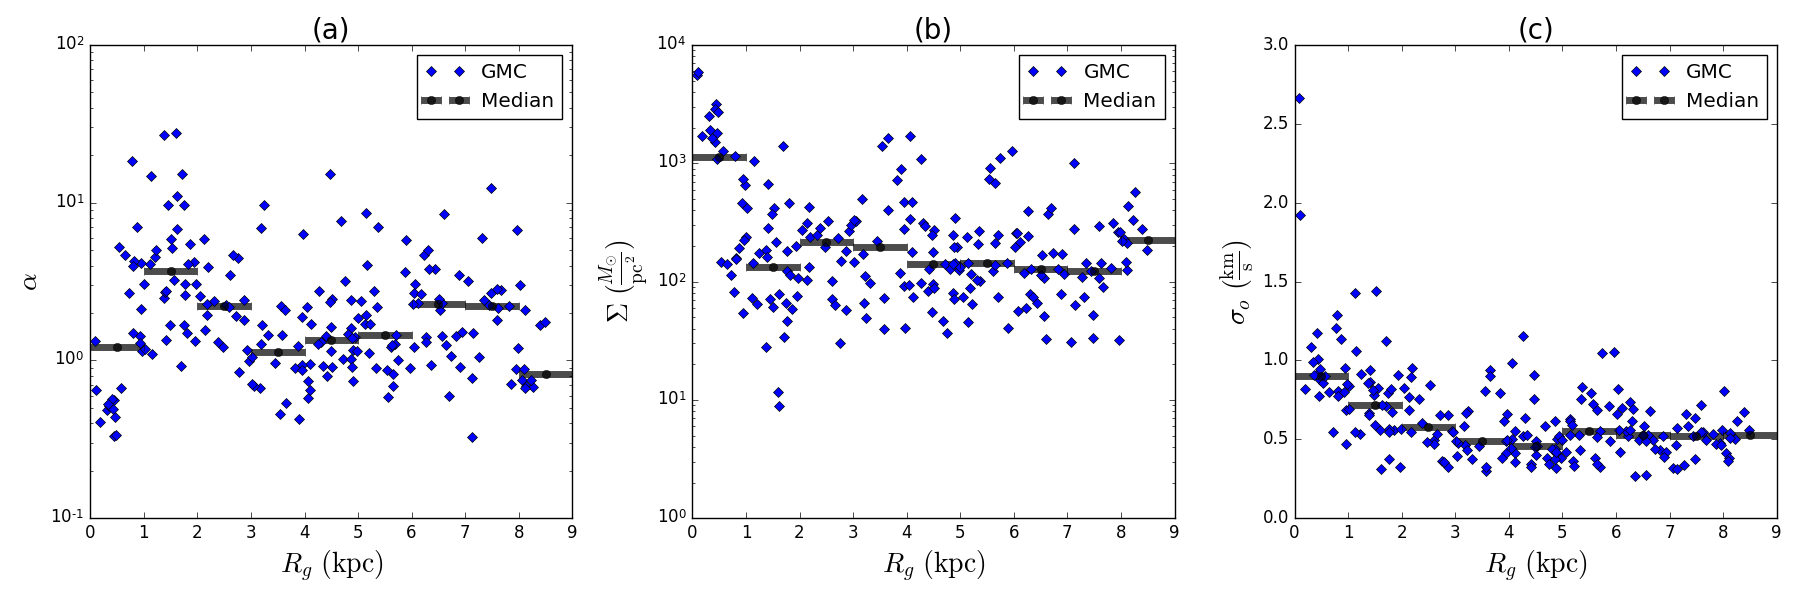 (a)
10²
10¹
10⁰
10⁻¹
α
0 1 2 3 4 5 6 7 8 9
R_g (kpc)
GMC
Median
(b)
10⁴
10³
10²
10¹
10⁰
Σ (M⊙/pc²)
0 1 2 3 4 5 6 7 8 9
R_g (kpc)
GMC
Median
(c)
3.0
2.5
2.0
1.5
1.0
0.5
0.0
σ_o (km/s)
0 1 2 3 4 5 6 7 8 9
R_g (kpc)
GMC
Median